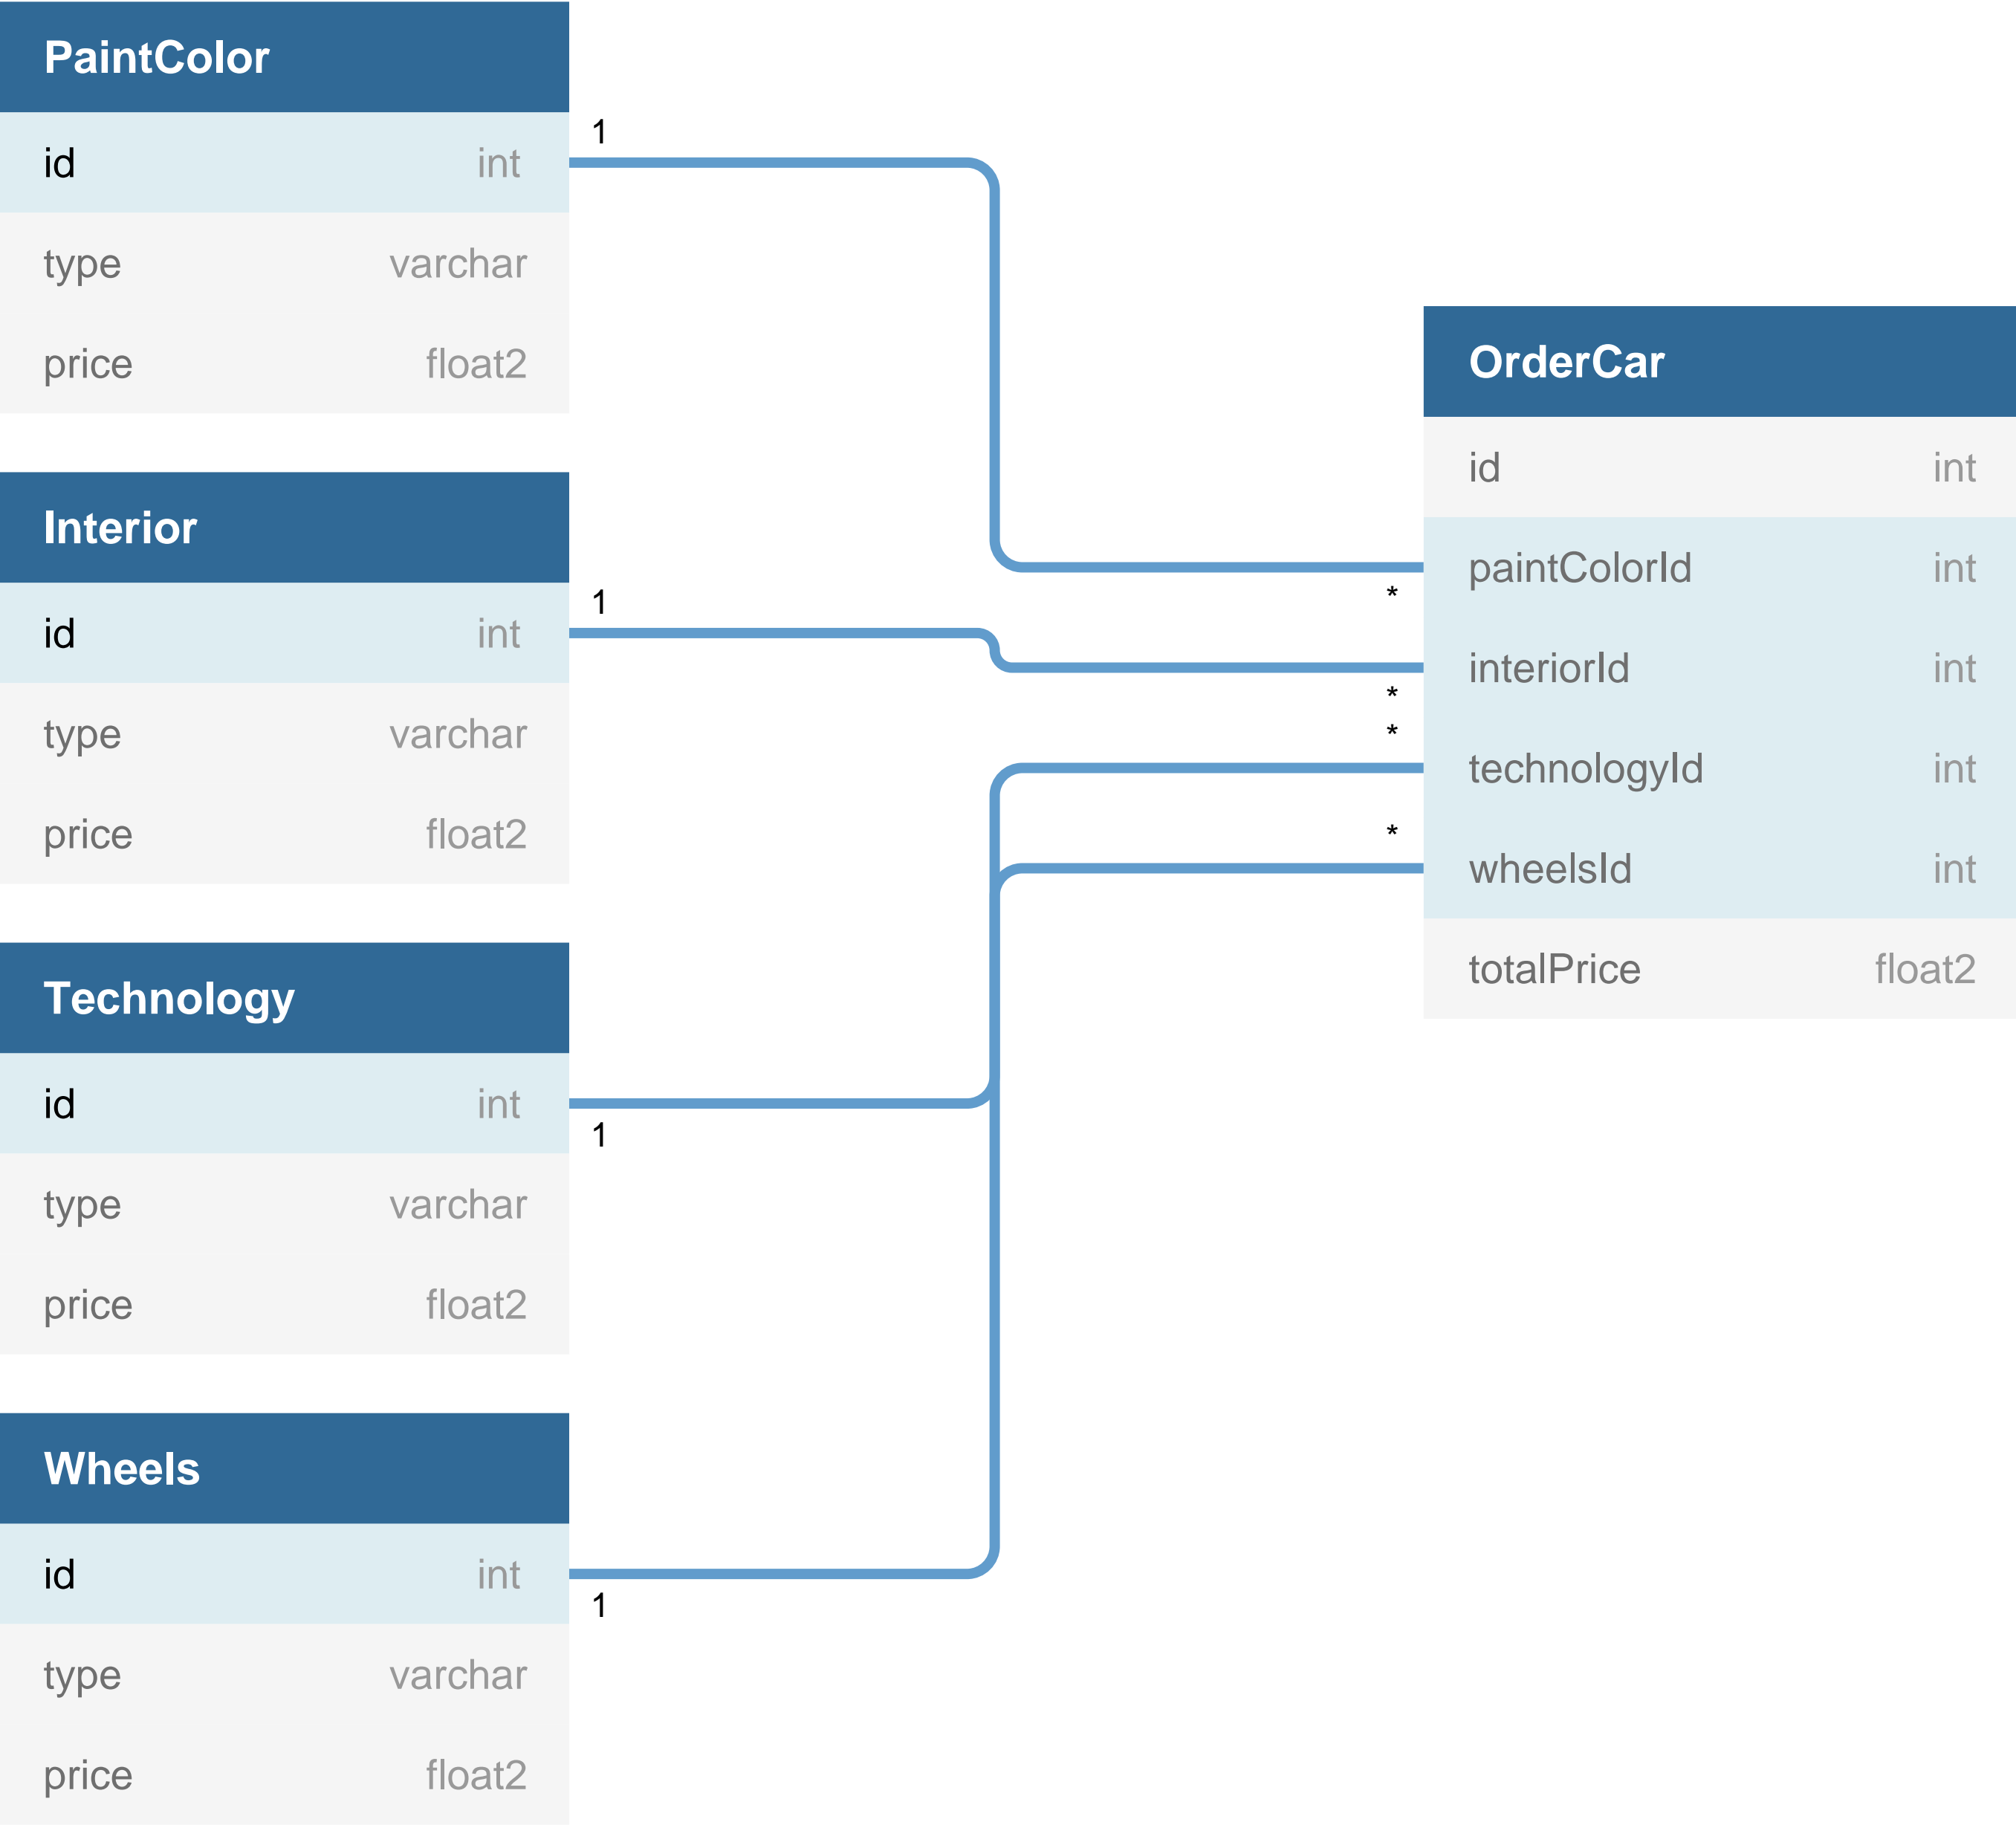 PaintColor
id int
type varchar
price float2
1
Interior
id int
type varchar
price float2
1
Technology
id int
type varchar
price float2
1
Wheels
id int
type varchar
price float2
1
OrderCar
id int
paintColorId int
*
interiorId int
*
*
technologyId int
*
wheelsId int
totalPrice float2